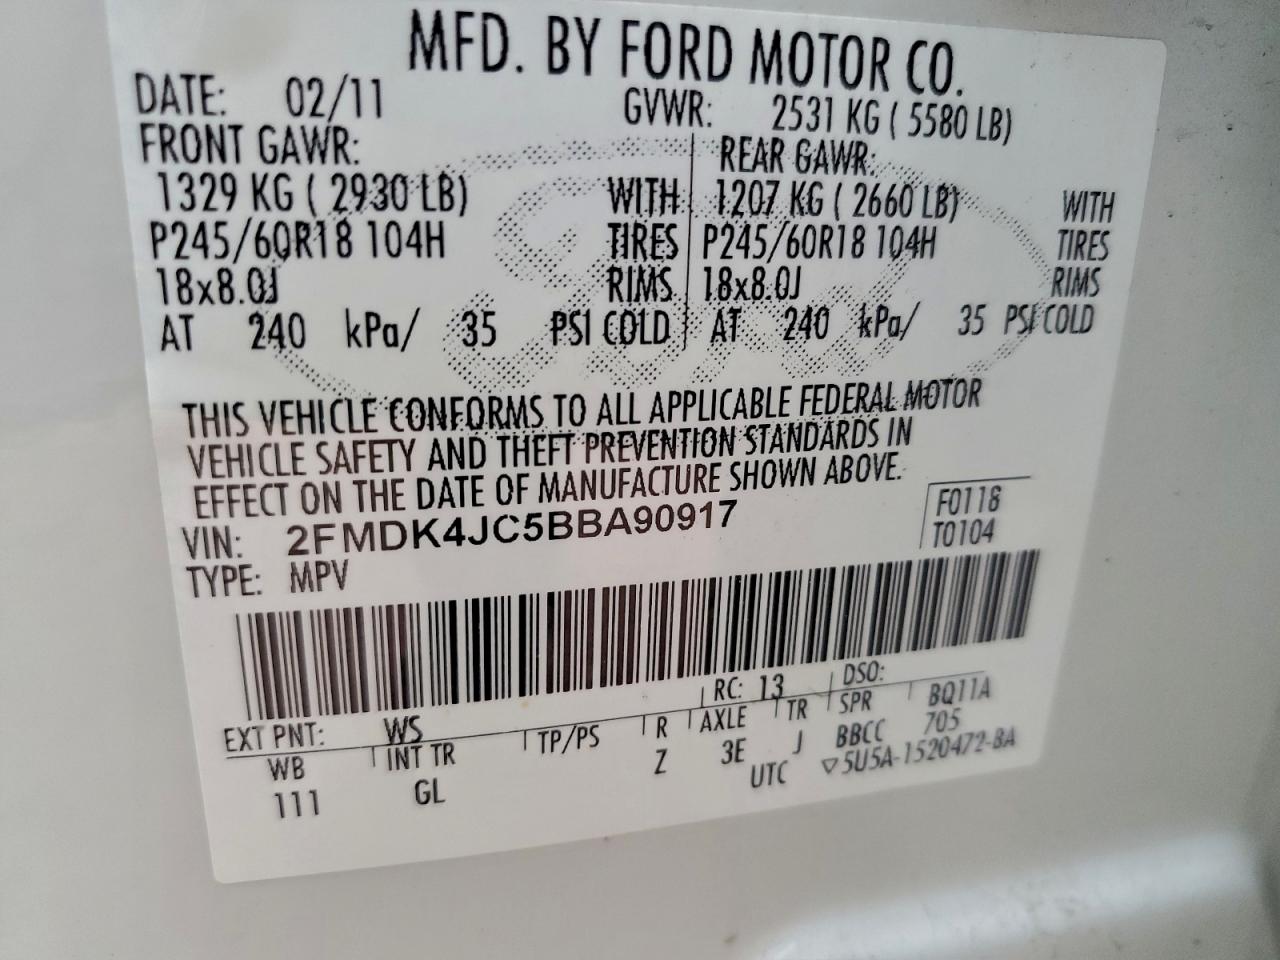 MFD. BY FORD MOTOR CO.
DATE: 02/11 GVWR: 2531 KG ( 5580 LB)
FRONT GAWR: REAR GAWR:
1329 KG ( 2930 LB) WITH 1207 KG ( 2660 LB) WITH
P245/60R18 104H TIRES P245/60R18 104H TIRES
18x8.0J RIMS 18x8.0J RIMS
AT 240 kPa/ 35 PSI COLD AT 240 kPa/ 35 PSI COLD
THIS VEHICLE CONFORMS TO ALL APPLICABLE FEDERAL MOTOR
VEHICLE SAFETY AND THEFT PREVENTION STANDARDS IN
EFFECT ON THE DATE OF MANUFACTURE SHOWN ABOVE.
VIN: 2FMDK4JC5BBA90917 F0118
TYPE: MPV T0104
EXT PNT: WS RC: 13 DSO:
WB INT TR TP/PS R AXLE TR SPR BQ11A
111 GL Z 3E J BBCC 705
UTC ▽5U5A-1520472-BA